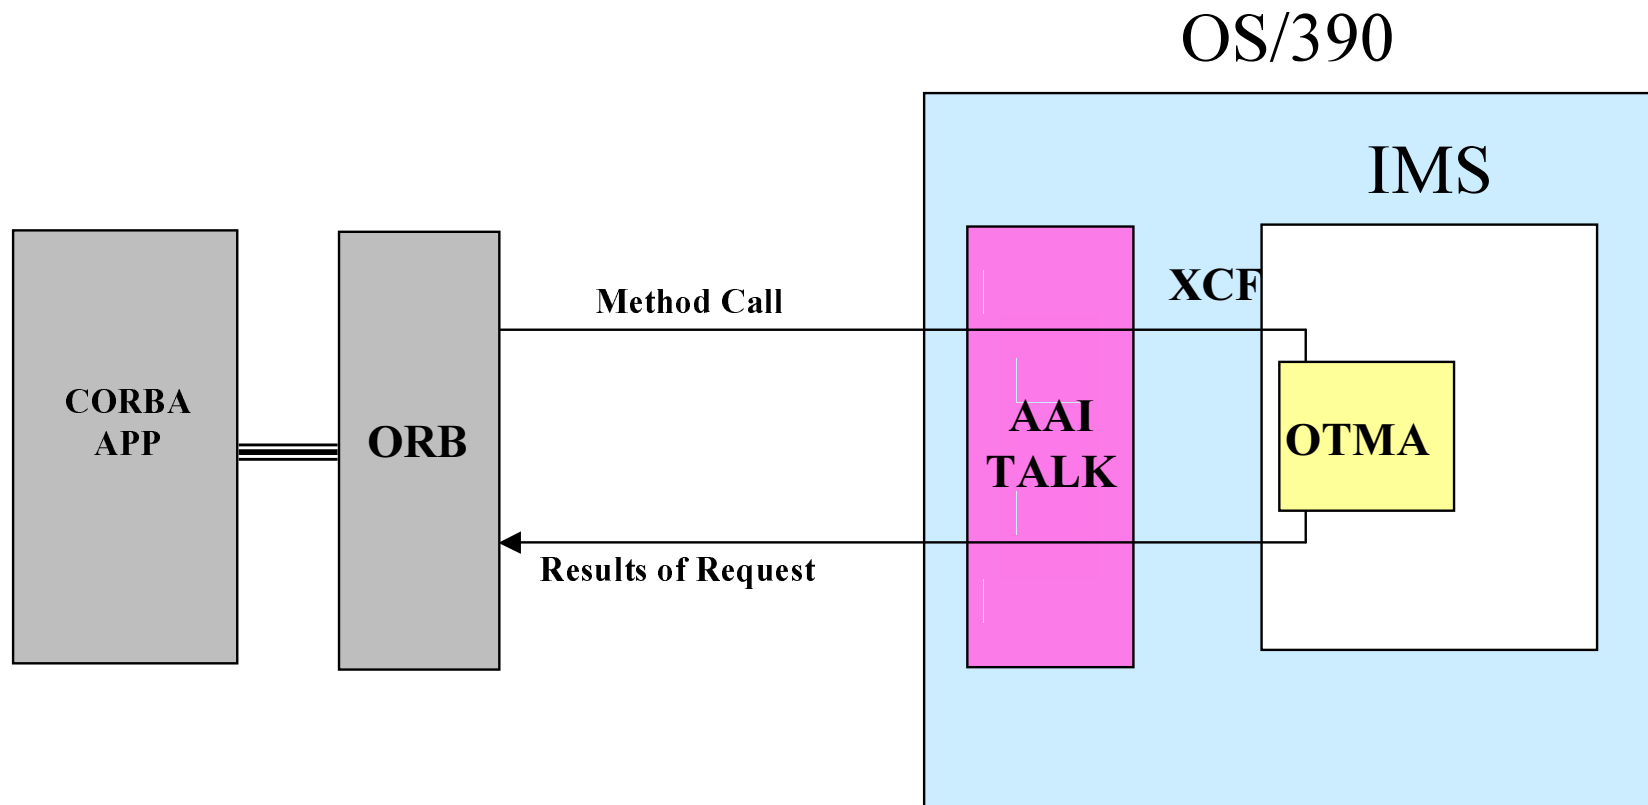 OS/390
IMS
XCF
Method Call
CORBA
APP
ORB
AAI
TALK
OTMA
Results of Request